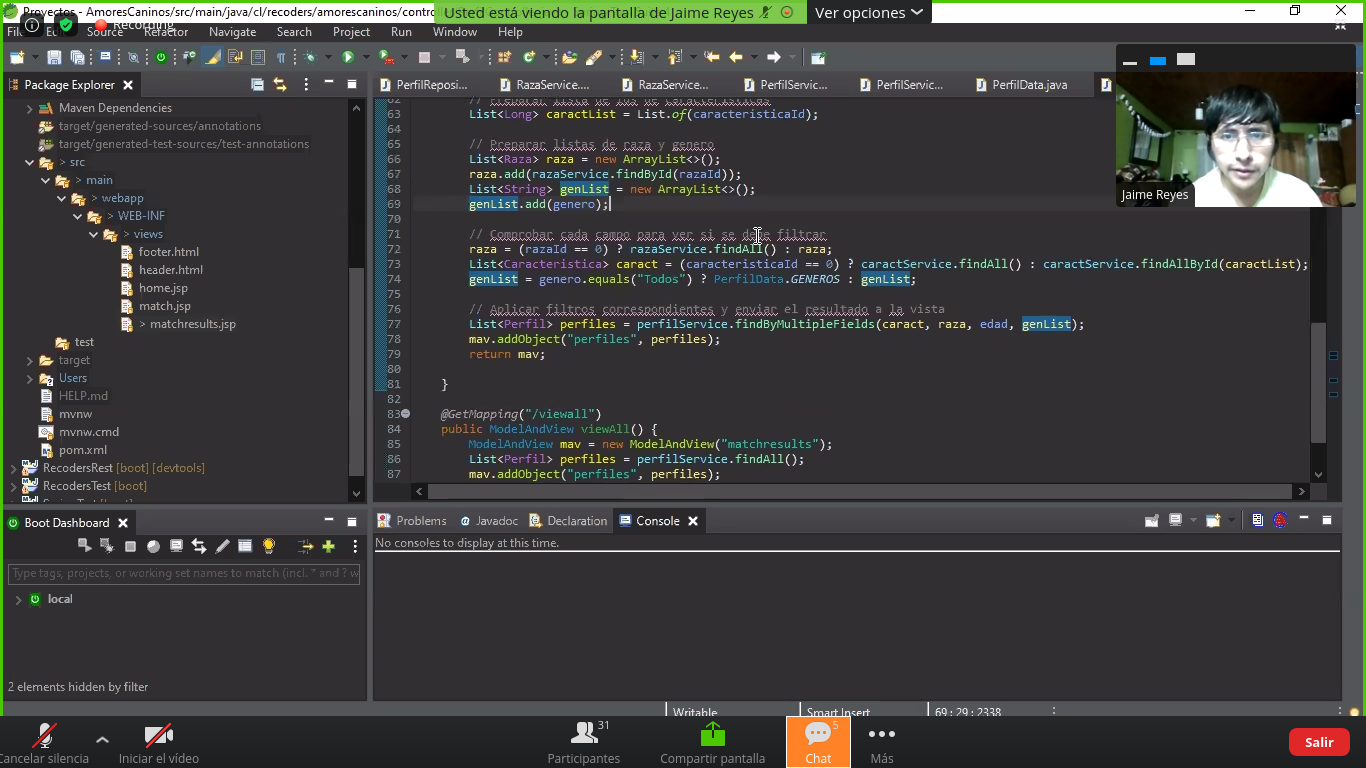 Proyectos - AmoresCaninos/src/main/java/cl/recoders/amorescaninos/contro
Usted está viendo la pantalla de Jaime Reyes
Ver opciones
Recording
Source Refactor Navigate Search Project Run Window Help
Package Explorer
PerfilReposi...
RazaService....
RazaService...
PerfilServic...
PerfilServic...
PerfilData.java
Maven Dependencies
target/generated-sources/annotations
target/generated-test-sources/test-annotations
> src
> main
> webapp
> WEB-INF
> views
footer.html
header.html
home.jsp
match.jsp
> matchresults.jsp
test
target
Users
HELP.md
mvnw
mvnw.cmd
pom.xml
RecodersRest [boot] [devtools]
RecodersTest [boot]
62 // Preparar lista de ids de características
63 List<Long> caractList = List.of(caracteristicaId);
64
65 // Preparar listas de raza y genero
66 List<Raza> raza = new ArrayList<>();
67 raza.add(razaService.findById(razaId));
68 List<String> genList = new ArrayList<>();
69 genList.add(genero);
70
71 // Comprobar cada campo para ver si se debe filtrar
72 raza = (razaId == 0) ? razaService.findAll() : raza;
73 List<Caracteristica> caract = (caracteristicaId == 0) ? caractService.findAll() : caractService.findAllById(caractList);
74 genList = genero.equals("Todos") ? PerfilData.GENEROS : genList;
75
76 // Aplicar filtros correspondientes y enviar el resultado a la vista
77 List<Perfil> perfiles = perfilService.findByMultipleFields(caract, raza, edad, genList);
78 mav.addObject("perfiles", perfiles);
79 return mav;
80
81 }
82
83 @GetMapping("/viewall")
84 public ModelAndView viewAll() {
85 ModelAndView mav = new ModelAndView("matchresults");
86 List<Perfil> perfiles = perfilService.findAll();
87 mav.addObject("perfiles", perfiles);
Jaime Reyes
Boot Dashboard
Type tags, projects, or working set names to match (incl. * and ? w
local
2 elements hidden by filter
Problems
Javadoc
Declaration
Console
No consoles to display at this time.
Writable
Smart Insert
69 : 29 : 2338
Cancelar silencia
Iniciar el vídeo
31
Participantes
Compartir pantalla
5
Chat
Más
Salir